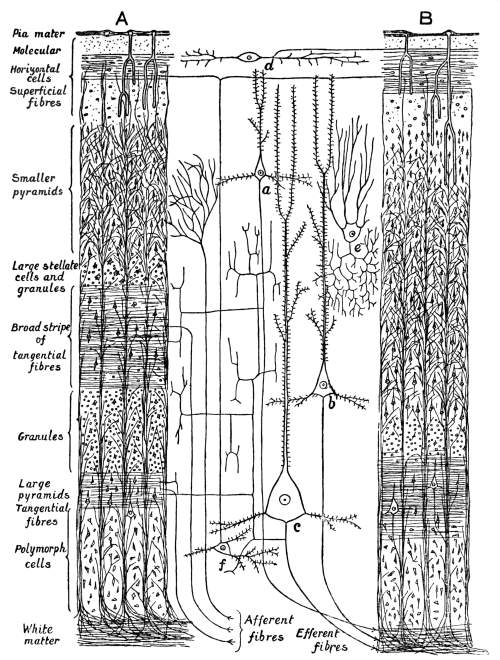 A
B
Pia mater
Molecular
Horizontal
cells
Superficial
fibres
Smaller
pyramids
Large stellate
cells and
granules
Broad stripe
of
tangential
fibres
Granules
Large
pyramids
Tangential
fibres
Polymorph
cells
White
matter
d
a
e
b
c
f
Afferent
fibres
Efferent
fibres